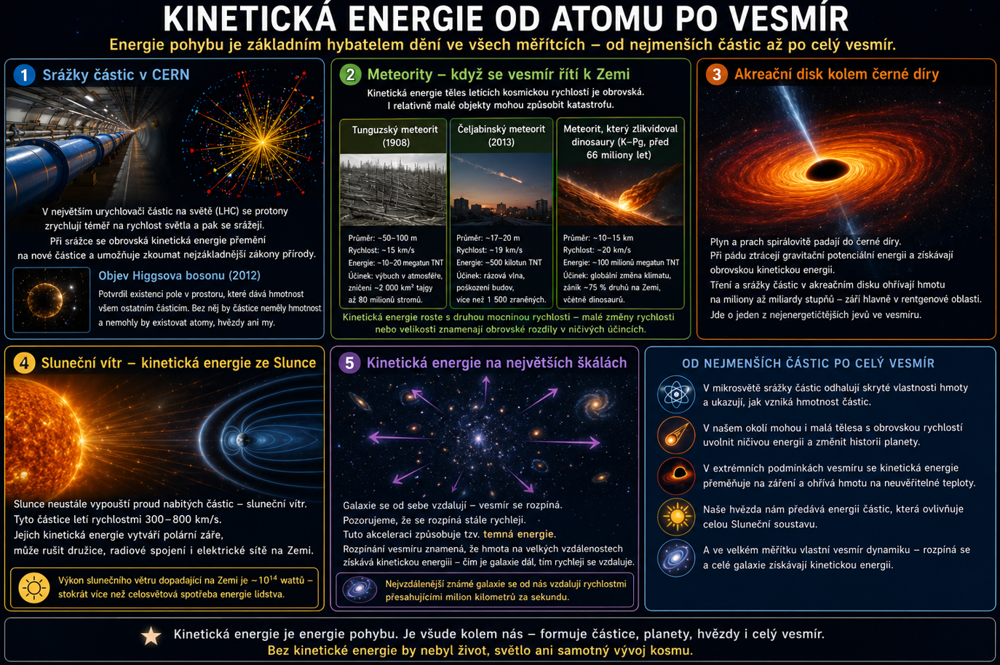 KINETICKÁ ENERGIE OD ATOMU PO VESMÍR
Energie pohybu je základním hybatelem dění ve všech měřítcích – od nejmenších částic až po celý vesmír.
1 Srážky částic v CERN
V největším urychlovači částic na světě (LHC) se protony
zrychlují téměř na rychlost světla a pak se srážejí.
Při srážce se obrovská kinetická energie přemění
na nové částice a umožňuje zkoumat nejzákladnější zákony přírody.
Objev Higgsova bosonu (2012)
Potvrdil existenci pole v prostoru, které dává hmotnost
všem ostatním částicím. Bez něj by částice neměly hmotnost
a nemohly by existovat atomy, hvězdy ani my.
2 Meteority – když se vesmír řítí k Zemi
Kinetická energie těles letících kosmickou rychlostí je obrovská.
I relativně malé objekty mohou způsobit katastrofu.
Tunguzský meteorit
(1908)
Průměr: ~50–100 m
Rychlost: ~15 km/s
Energie: ~10–20 megatun TNT
Účinek: výbuch v atmosféře,
zničení ~2 000 km² tajgy
až 80 milionů stromů.
Čeljabinský meteorit
(2013)
Průměr: ~17–20 m
Rychlost: ~19 km/s
Energie: ~500 kilotun TNT
Účinek: rázová vlna,
poškození budov,
více než 1 500 zraněných.
Meteorit, který zlikvidoval
dinosaury (K–Pg, před
66 miliony let)
Průměr: ~10–15 km
Rychlost: ~20 km/s
Energie: ~100 milionů megatun TNT
Účinek: globální změna klimatu,
zánik ~75 % druhů na Zemi,
včetně dinosaurů.
Kinetická energie roste s druhou mocninou rychlosti – malé změny rychlosti
nebo velikosti znamenají obrovské rozdíly v ničivých účincích.
3 Akreační disk kolem černé díry
Plyn a prach spirálovitě padají do černé díry.
Při pádu ztrácejí gravitační potenciální energii a získávají
obrovskou kinetickou energii.
Tření a srážky částic v akreačním disku ohřívají hmotu
na miliony až miliardy stupňů – září hlavně v rentgenové oblasti.
Jde o jeden z nejenergetičtějších jevů ve vesmíru.
4 Sluneční vítr – kinetická energie ze Slunce
Slunce neustále vypouští proud nabitých částic – sluneční vítr.
Tyto částice letí rychlostmi 300–800 km/s.
Jejich kinetická energie vytváří polární záře,
může rušit družice, radiové spojení i elektrické sítě na Zemi.
Výkon slunečního větru dopadající na Zemi je ~10¹⁴ wattů –
stokrát více než celosvětová spotřeba energie lidstva.
5 Kinetická energie na největších škálách
Galaxie se od sebe vzdalují – vesmír se rozpíná.
Pozorujeme, že se rozpíná stále rychleji.
Tuto akceleraci způsobuje tzv. temná energie.
Rozpínání vesmíru znamená, že hmota na velkých vzdálenostech
získává kinetickou energiii – čím je galaxie dál, tím rychleji se vzdaluje.
Nejvzdálenější známé galaxie se od nás vzdalují rychlostmi
přesahujícími milion kilometrů za sekundu.
OD NEJMENŠÍCH ČÁSTIC PO CELÝ VESMÍR
V mikrosvětě srážky částic odhalují skryté vlastnosti hmoty
a ukazují, jak vzniká hmotnost částic.
V našem okolí mohou i malá tělesa s obrovskou rychlostí
uvolnit ničivou energii a změnit historii planety.
V extrémních podmínkách vesmíru se kinetická energie
přeměňuje na záření a ohřívá hmotu na neuvěřitelné teploty.
Naše hvězda nám předává energii částic, která ovlivňuje
celou Sluneční soustavu.
A ve velkém měřítku vlastní vesmír dynamiku – rozpíná se
a celé galaxie získávají kinetickou energii.
Kinetická energie je energie pohybu. Je všude kolem nás – formuje částice, planety, hvězdy i celý vesmír.
Bez kinetické energie by nebyl život, světlo ani samotný vývoj kosmu.